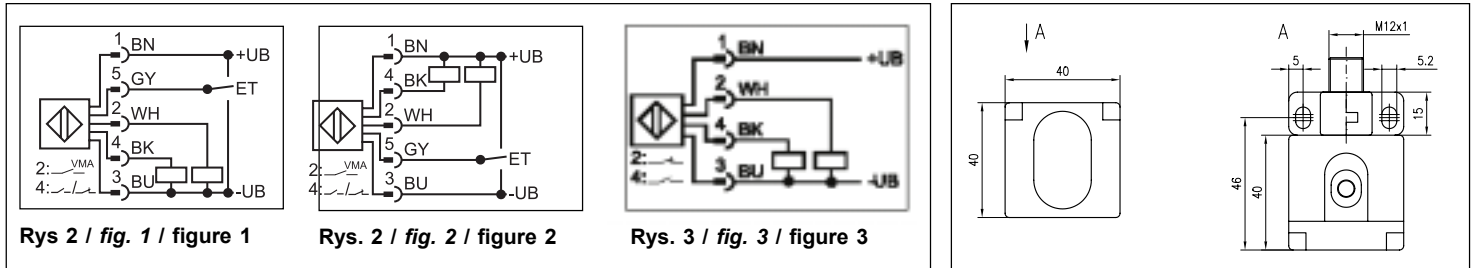 1 BN
+UB
5 GY
ET
2 WH
4 BK
2: VMA
4:
3 BU
-UB
Rys 2 / fig. 1 / figure 1
1 BN
+UB
4 BK
2 WH
5 GY
ET
2: VMA
4:
3 BU
-UB
Rys. 2 / fig. 2 / figure 2
1 BN
+UB
2 WH
4 BK
2:
4:
3 BU
-UB
Rys. 3 / fig. 3 / figure 3
A
40
40
A
M12x1
5
5.2
15
46
40